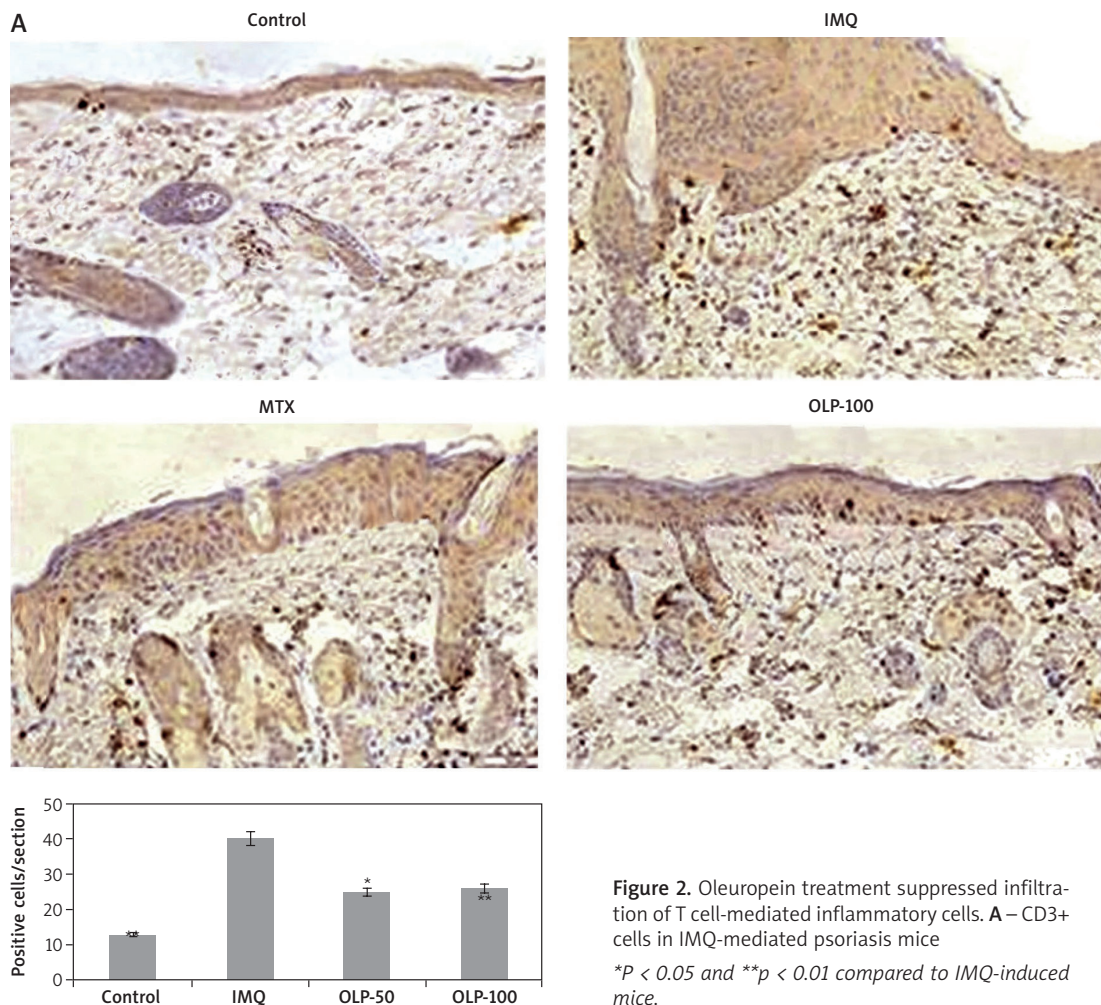 A
Control
IMQ
MTX
OLP-100
Positive cells/section
50
40
30
20
10
0
**
*
**
Control
IMQ
OLP-50
OLP-100
Figure 2. Oleuropein treatment suppressed infiltra-
tion of T cell-mediated inflammatory cells. A – CD3+
cells in IMQ-mediated psoriasis mice
*P < 0.05 and **p < 0.01 compared to IMQ-induced
mice.